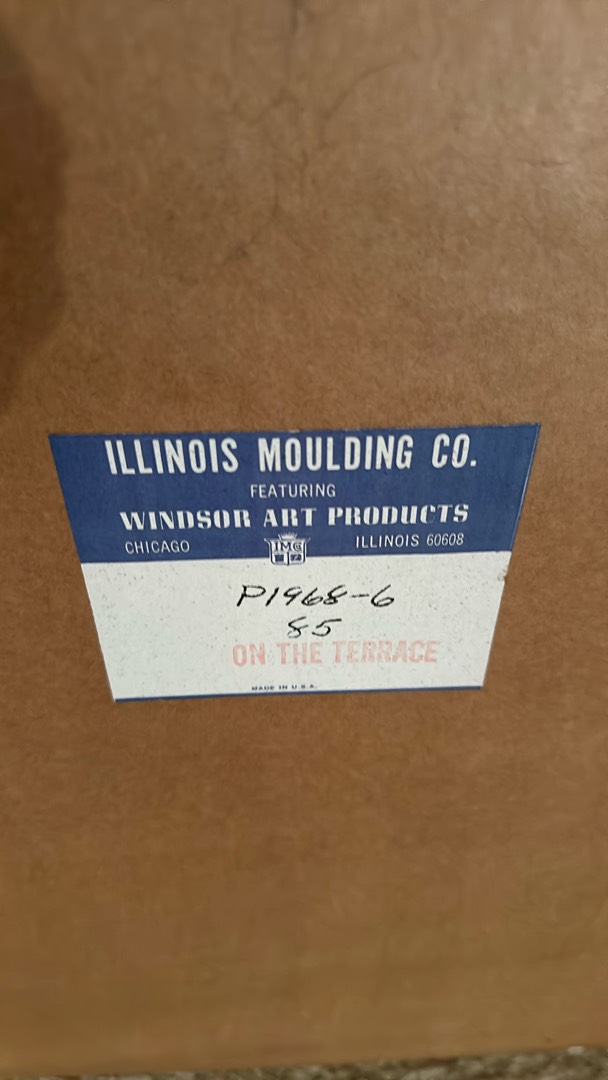 ILLINOIS MOULDING CO.
FEATURING
WINDSOR ART PRODUCTS
CHICAGO ILLINOIS 60608
IMC
P1968-6
85
ON THE TERRACE
MADE IN U.S.A.